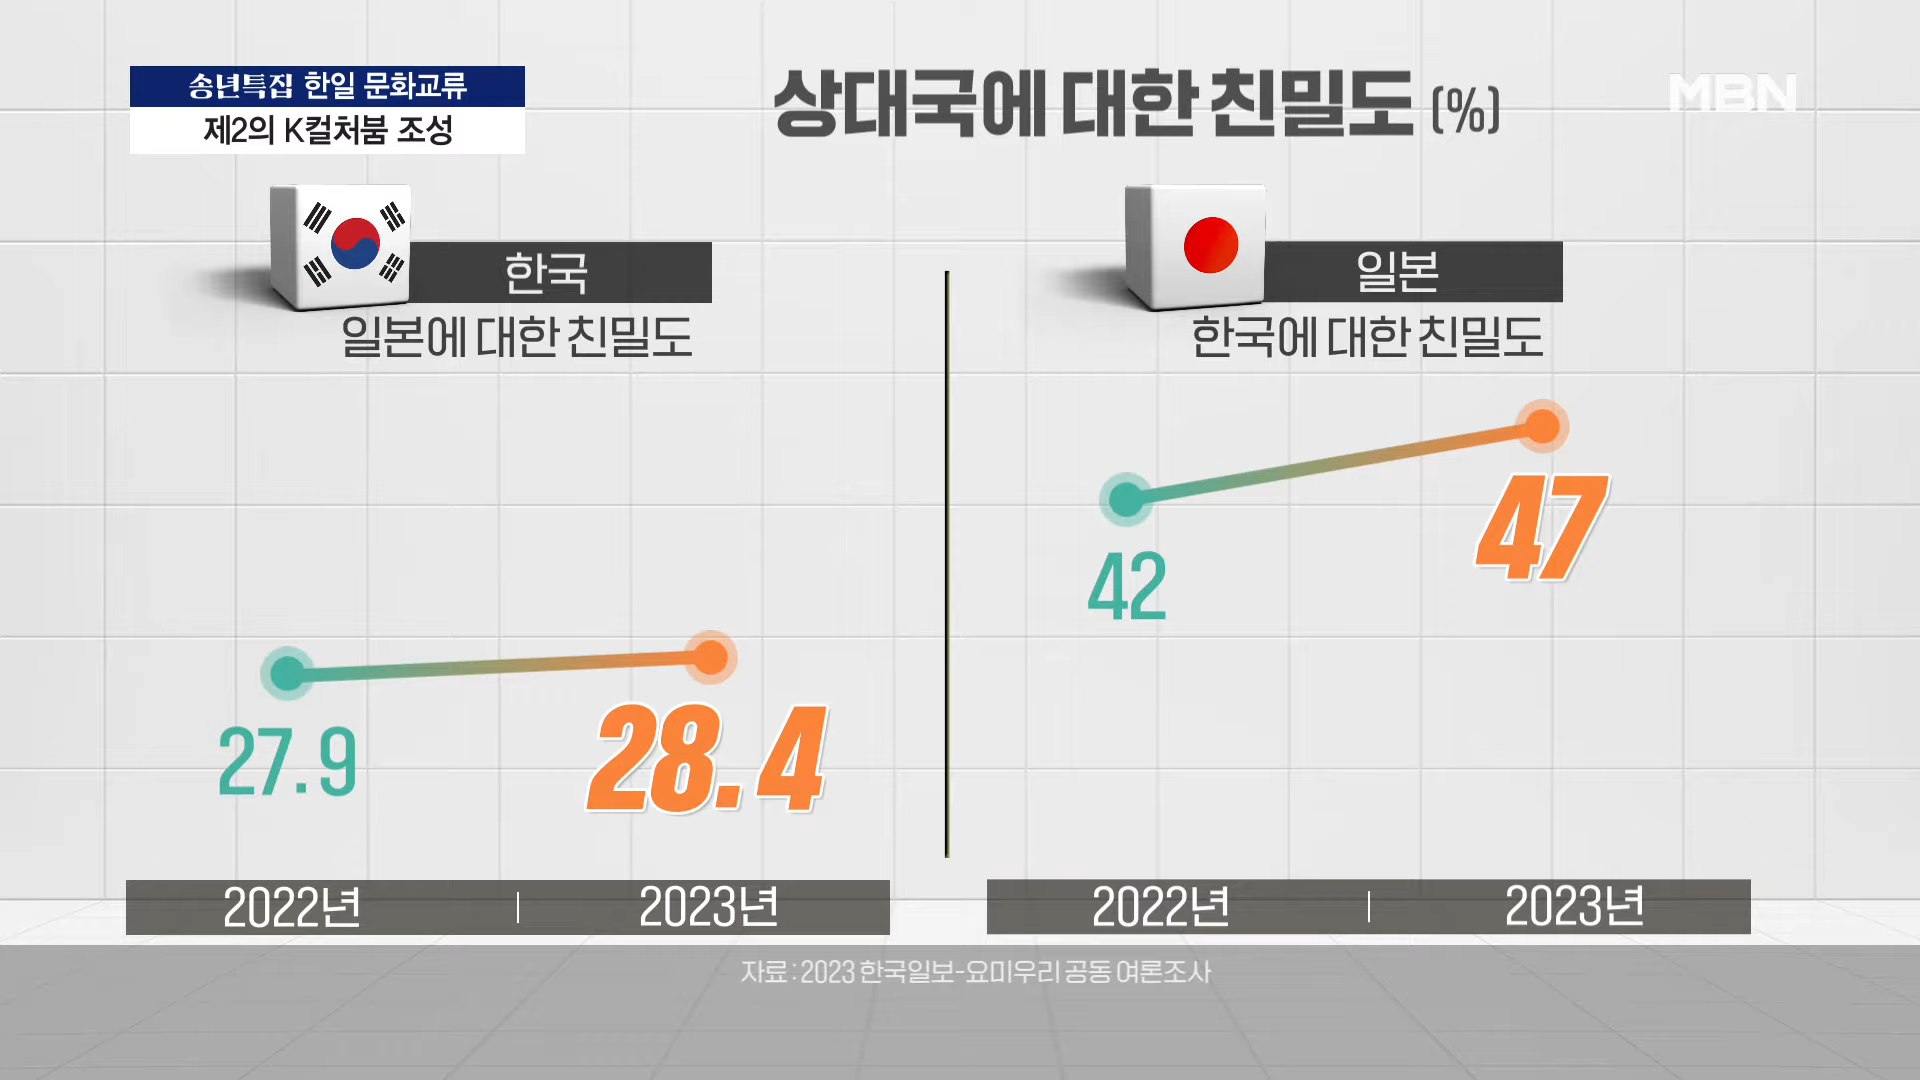 송년특집 한일 문화교류
제2의 K컬처붐 조성
상대국에 대한 친밀도 (%)
MBN
한국
일본에 대한 친밀도
27.9
28.4
2022년
2023년
일본
한국에 대한 친밀도
42
47
2022년
2023년
자료 : 2023 한국일보-요미우리 공동 여론조사